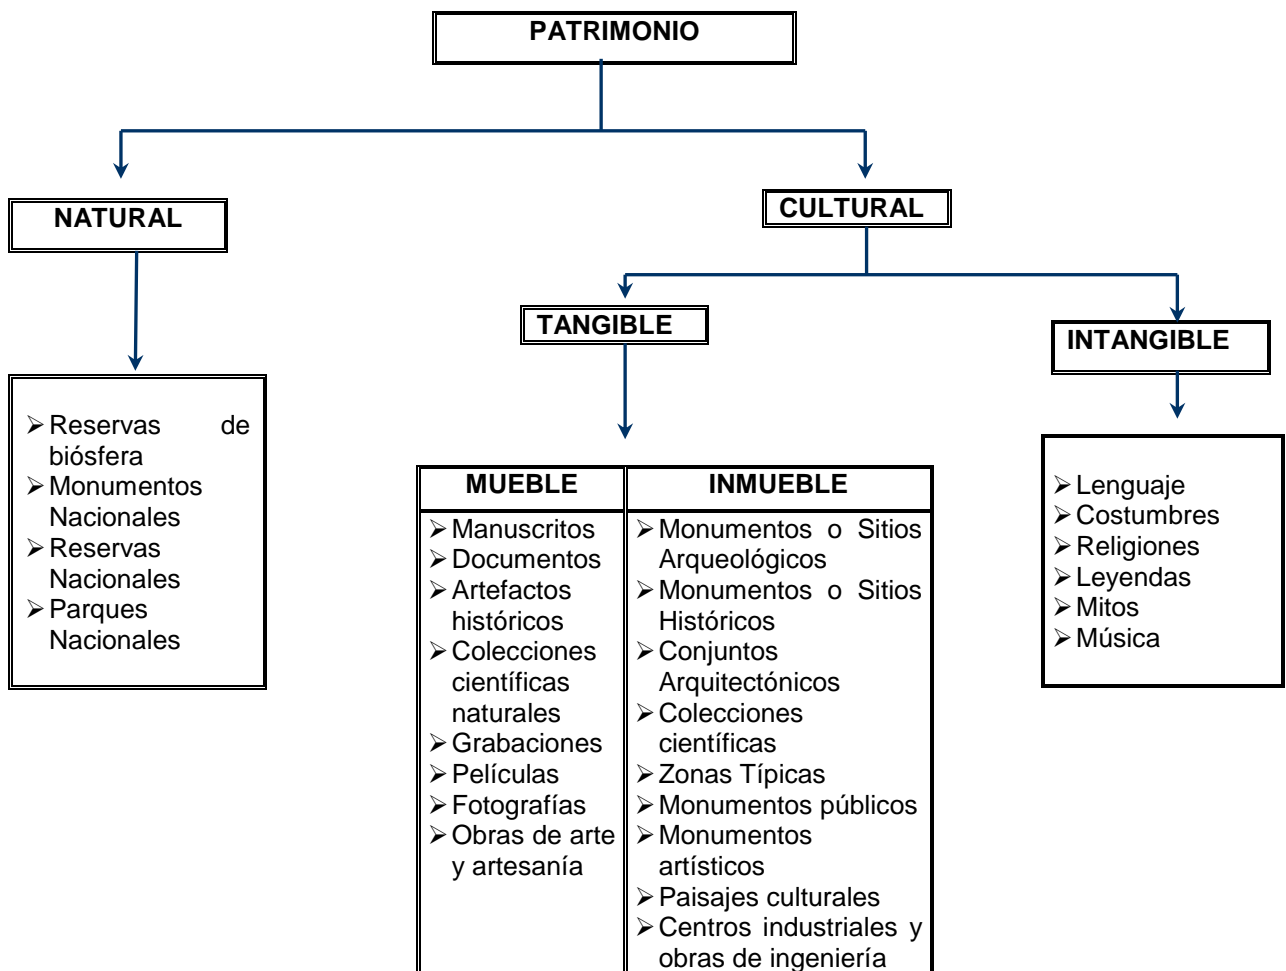 PATRIMONIO
NATURAL
CULTURAL
TANGIBLE
INTANGIBLE
➢ Reservas de
biósfera
➢ Monumentos
Nacionales
➢ Reservas
Nacionales
➢ Parques
Nacionales
MUEBLE
➢ Manuscritos
➢ Documentos
➢ Artefactos
históricos
➢ Colecciones
científicas
naturales
➢ Grabaciones
➢ Películas
➢ Fotografías
➢ Obras de arte
y artesanía
INMUEBLE
➢ Monumentos o Sitios
Arqueológicos
➢ Monumentos o Sitios
Históricos
➢ Conjuntos
Arquitectónicos
➢ Colecciones
científicas
➢ Zonas Típicas
➢ Monumentos públicos
➢ Monumentos
artísticos
➢ Paisajes culturales
➢ Centros industriales y
obras de ingeniería
➢ Lenguaje
➢ Costumbres
➢ Religiones
➢ Leyendas
➢ Mitos
➢ Música